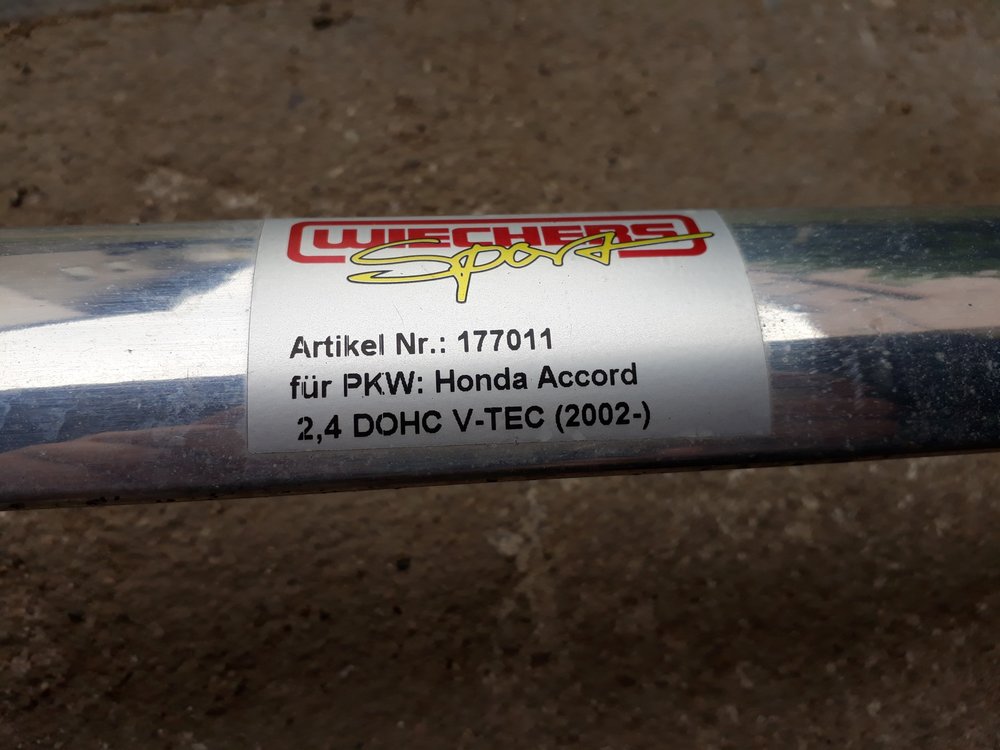 WIECHERS
Sport
Artikel Nr.: 177011
für PKW: Honda Accord
2,4 DOHC V-TEC (2002-)